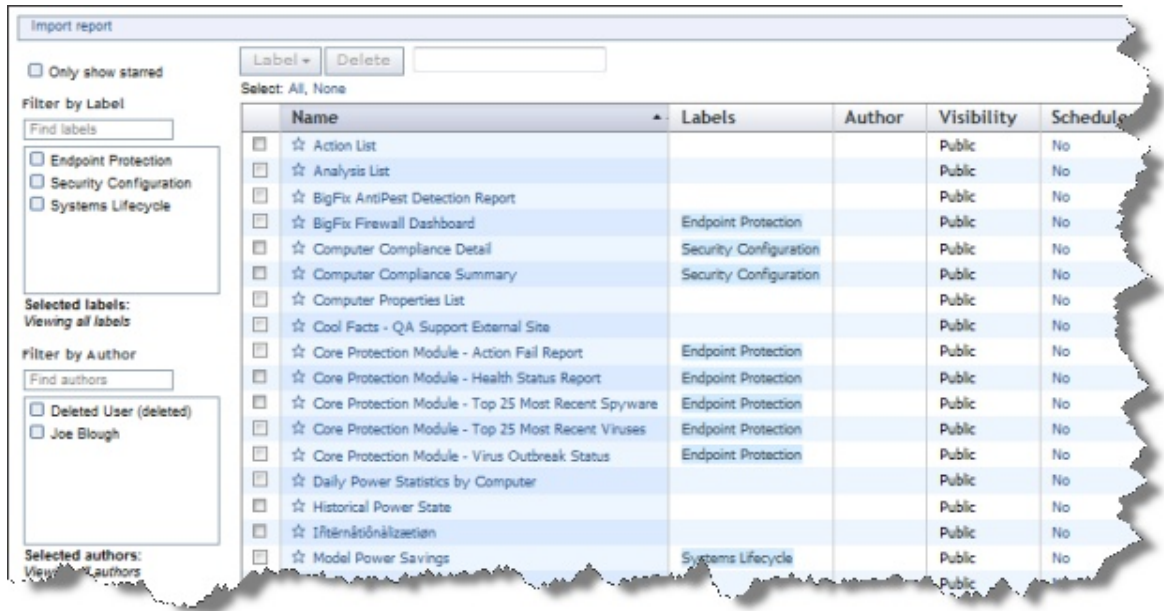 Import report
Only show starred
Filter by Label
Find labels
Endpoint Protection
Security Configuration
Systems Lifecycle
Selected labels:
Viewing all labels
Filter by Author
Find authors
Deleted User (deleted)
Joe Blough
Selected authors:
Label Delete
Select: All, None
Name Labels Author Visibility Schedule
Action List Public No
Analysis List Public No
BigFix AntiPest Detection Report Public No
BigFix Firewall Dashboard Endpoint Protection Public No
Computer Compliance Detail Security Configuration Public No
Computer Compliance Summary Security Configuration Public No
Computer Properties List Public No
Cool Facts - QA Support External Site Public No
Core Protection Module - Action Fail Report Endpoint Protection Public No
Core Protection Module - Health Status Report Endpoint Protection Public No
Core Protection Module - Top 25 Most Recent Spyware Endpoint Protection Public No
Core Protection Module - Top 25 Most Recent Viruses Endpoint Protection Public No
Core Protection Module - Virus Outbreak Status Endpoint Protection Public No
Daily Power Statistics by Computer Public No
Historical Power State Public No
Public No
Model Power Savings Systems Lifecycle Public No
Public